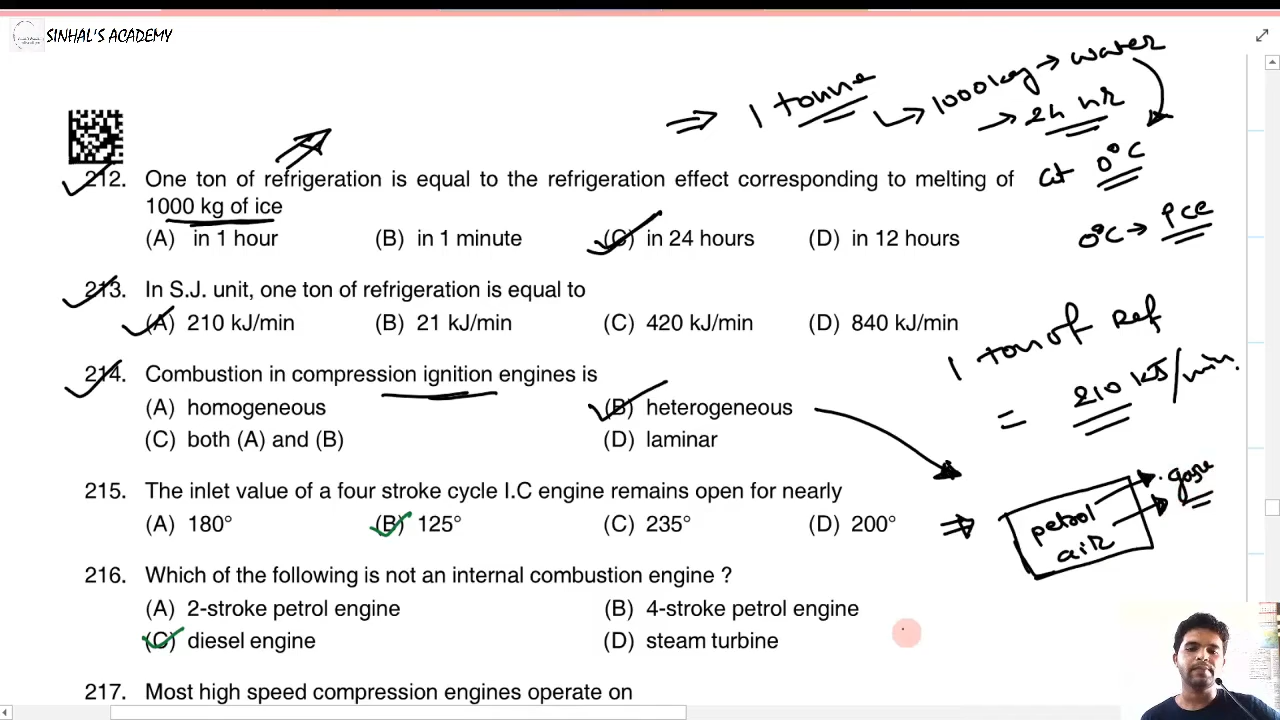 SINHAL'S ACADEMY
⇒ 1 tonne
↳ 1000 kg → water
→ 24 hr
at 0°C
0°C → Ice
212. One ton of refrigeration is equal to the refrigeration effect corresponding to melting of
1000 kg of ice
(A) in 1 hour (B) in 1 minute (C) in 24 hours (D) in 12 hours
213. In S.J. unit, one ton of refrigeration is equal to
(A) 210 kJ/min (B) 21 kJ/min (C) 420 kJ/min (D) 840 kJ/min
1 ton of Ref
= 210 kJ/min.
214. Combustion in compression ignition engines is
(A) homogeneous (B) heterogeneous
(C) both (A) and (B) (D) laminar
215. The inlet value of a four stroke cycle I.C engine remains open for nearly
(A) 180° (B) 125° (C) 235° (D) 200°
⇒ petrol
air
216. Which of the following is not an internal combustion engine ?
(A) 2-stroke petrol engine (B) 4-stroke petrol engine
(C) diesel engine (D) steam turbine
217. Most high speed compression engines operate on